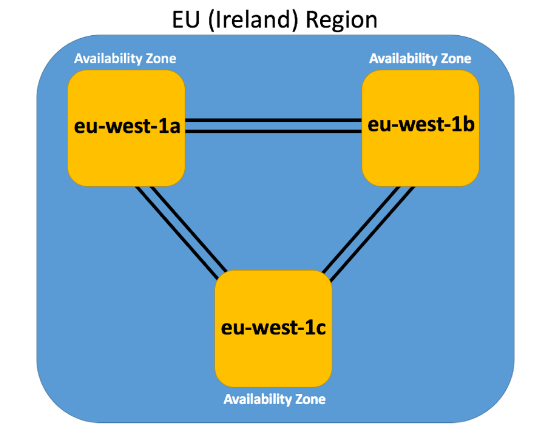 EU (Ireland) Region
Availability Zone
Availability Zone
eu-west-1a
eu-west-1b
eu-west-1c
Availability Zone